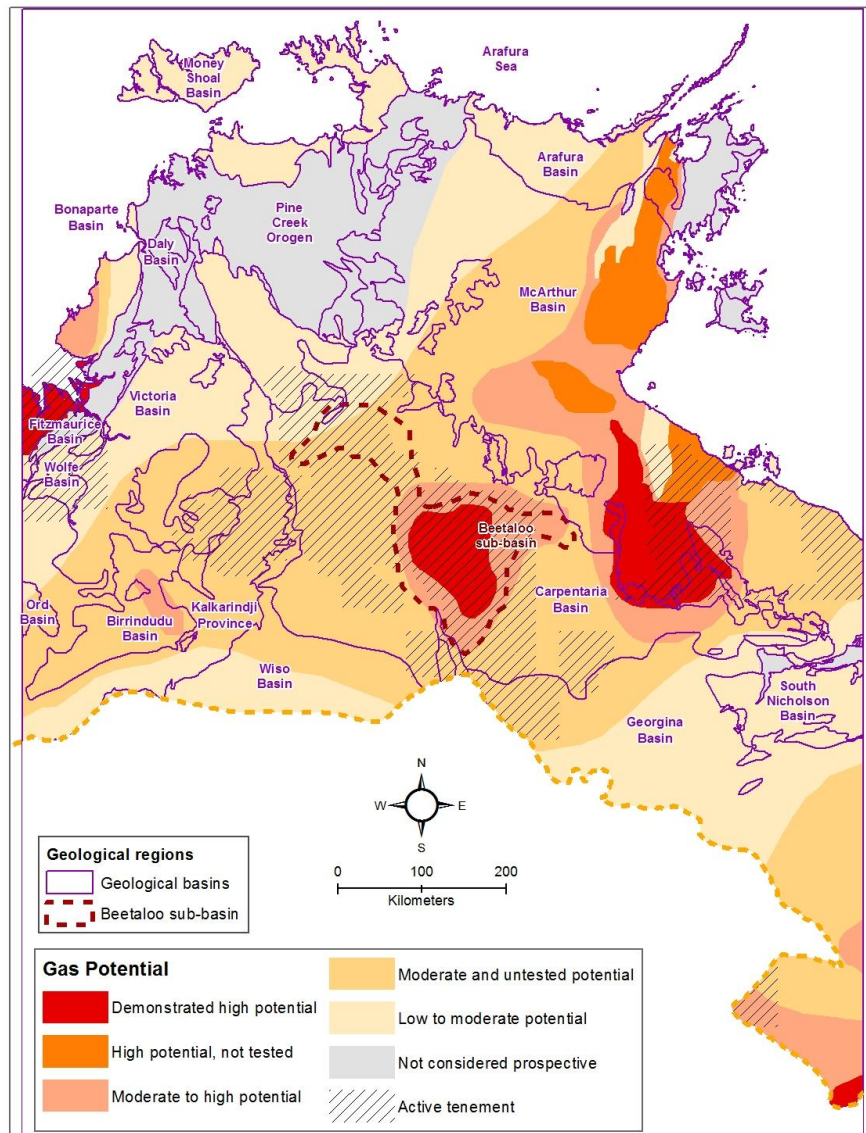 Money
Shoal
Basin
Arafura
Sea
Arafura
Basin
Bonaparte
Basin
Pine
Creek
Orogen
Daly
Basin
McArthur
Basin
Victoria
Basin
Fitzmaurice
Basin
Wolfe
Basin
Beetaloo
sub-basin
Ord
Basin
Birrindudu
Basin
Kalkarindji
Province
Carpentaria
Basin
Wiso
Basin
South
Nicholson
Basin
Georgina
Basin
N
W
E
S
0 100 200
Kilometers
Geological regions
Geological basins
Beetaloo sub-basin
Gas Potential
Demonstrated high potential
High potential, not tested
Moderate to high potential
Moderate and untested potential
Low to moderate potential
Not considered prospective
Active tenement